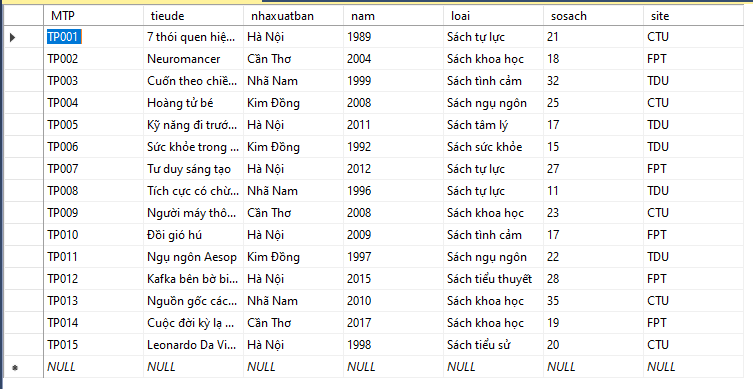 MTP tieude nhaxuatban nam loai sosach site
TP001 7 thói quen hiệ... Hà Nội 1989 Sách tự lực 21 CTU
TP002 Neuromancer Cần Thơ 2004 Sách khoa học 18 FPT
TP003 Cuốn theo chiề... Nhã Nam 1999 Sách tình cảm 32 TDU
TP004 Hoàng tử bé Kim Đồng 2008 Sách ngụ ngôn 25 CTU
TP005 Kỹ năng đi trướ... Hà Nội 2011 Sách tâm lý 17 TDU
TP006 Sức khỏe trong ... Kim Đồng 1992 Sách sức khỏe 15 TDU
TP007 Tư duy sáng tạo Hà Nội 2012 Sách tự lực 27 FPT
TP008 Tích cực có chừ... Nhã Nam 1996 Sách tự lực 11 TDU
TP009 Người máy thô... Cần Thơ 2008 Sách khoa học 23 CTU
TP010 Đồi gió hú Hà Nội 2009 Sách tình cảm 17 FPT
TP011 Ngụ ngôn Aesop Kim Đồng 1997 Sách ngụ ngôn 22 TDU
TP012 Kafka bên bờ bi... Hà Nội 2015 Sách tiểu thuyết 28 FPT
TP013 Nguồn gốc các... Nhã Nam 2010 Sách khoa học 35 CTU
TP014 Cuộc đời kỳ lạ ... Cần Thơ 2017 Sách khoa học 19 FPT
TP015 Leonardo Da Vi... Hà Nội 1998 Sách tiểu sử 20 CTU
NULL NULL NULL NULL NULL NULL NULL